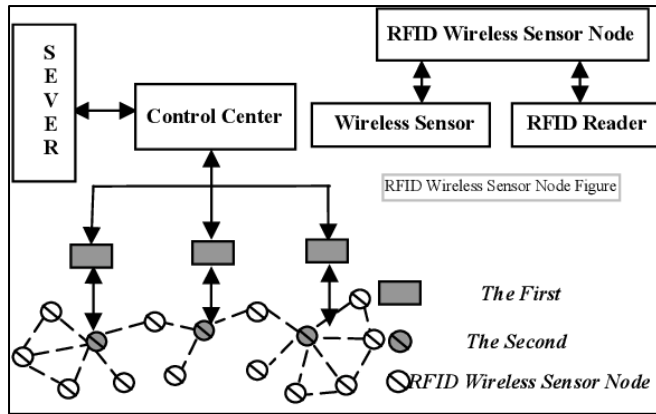 SEVER
Control Center
RFID Wireless Sensor Node
Wireless Sensor
RFID Reader
RFID Wireless Sensor Node Figure
The First
The Second
RFID Wireless Sensor Node